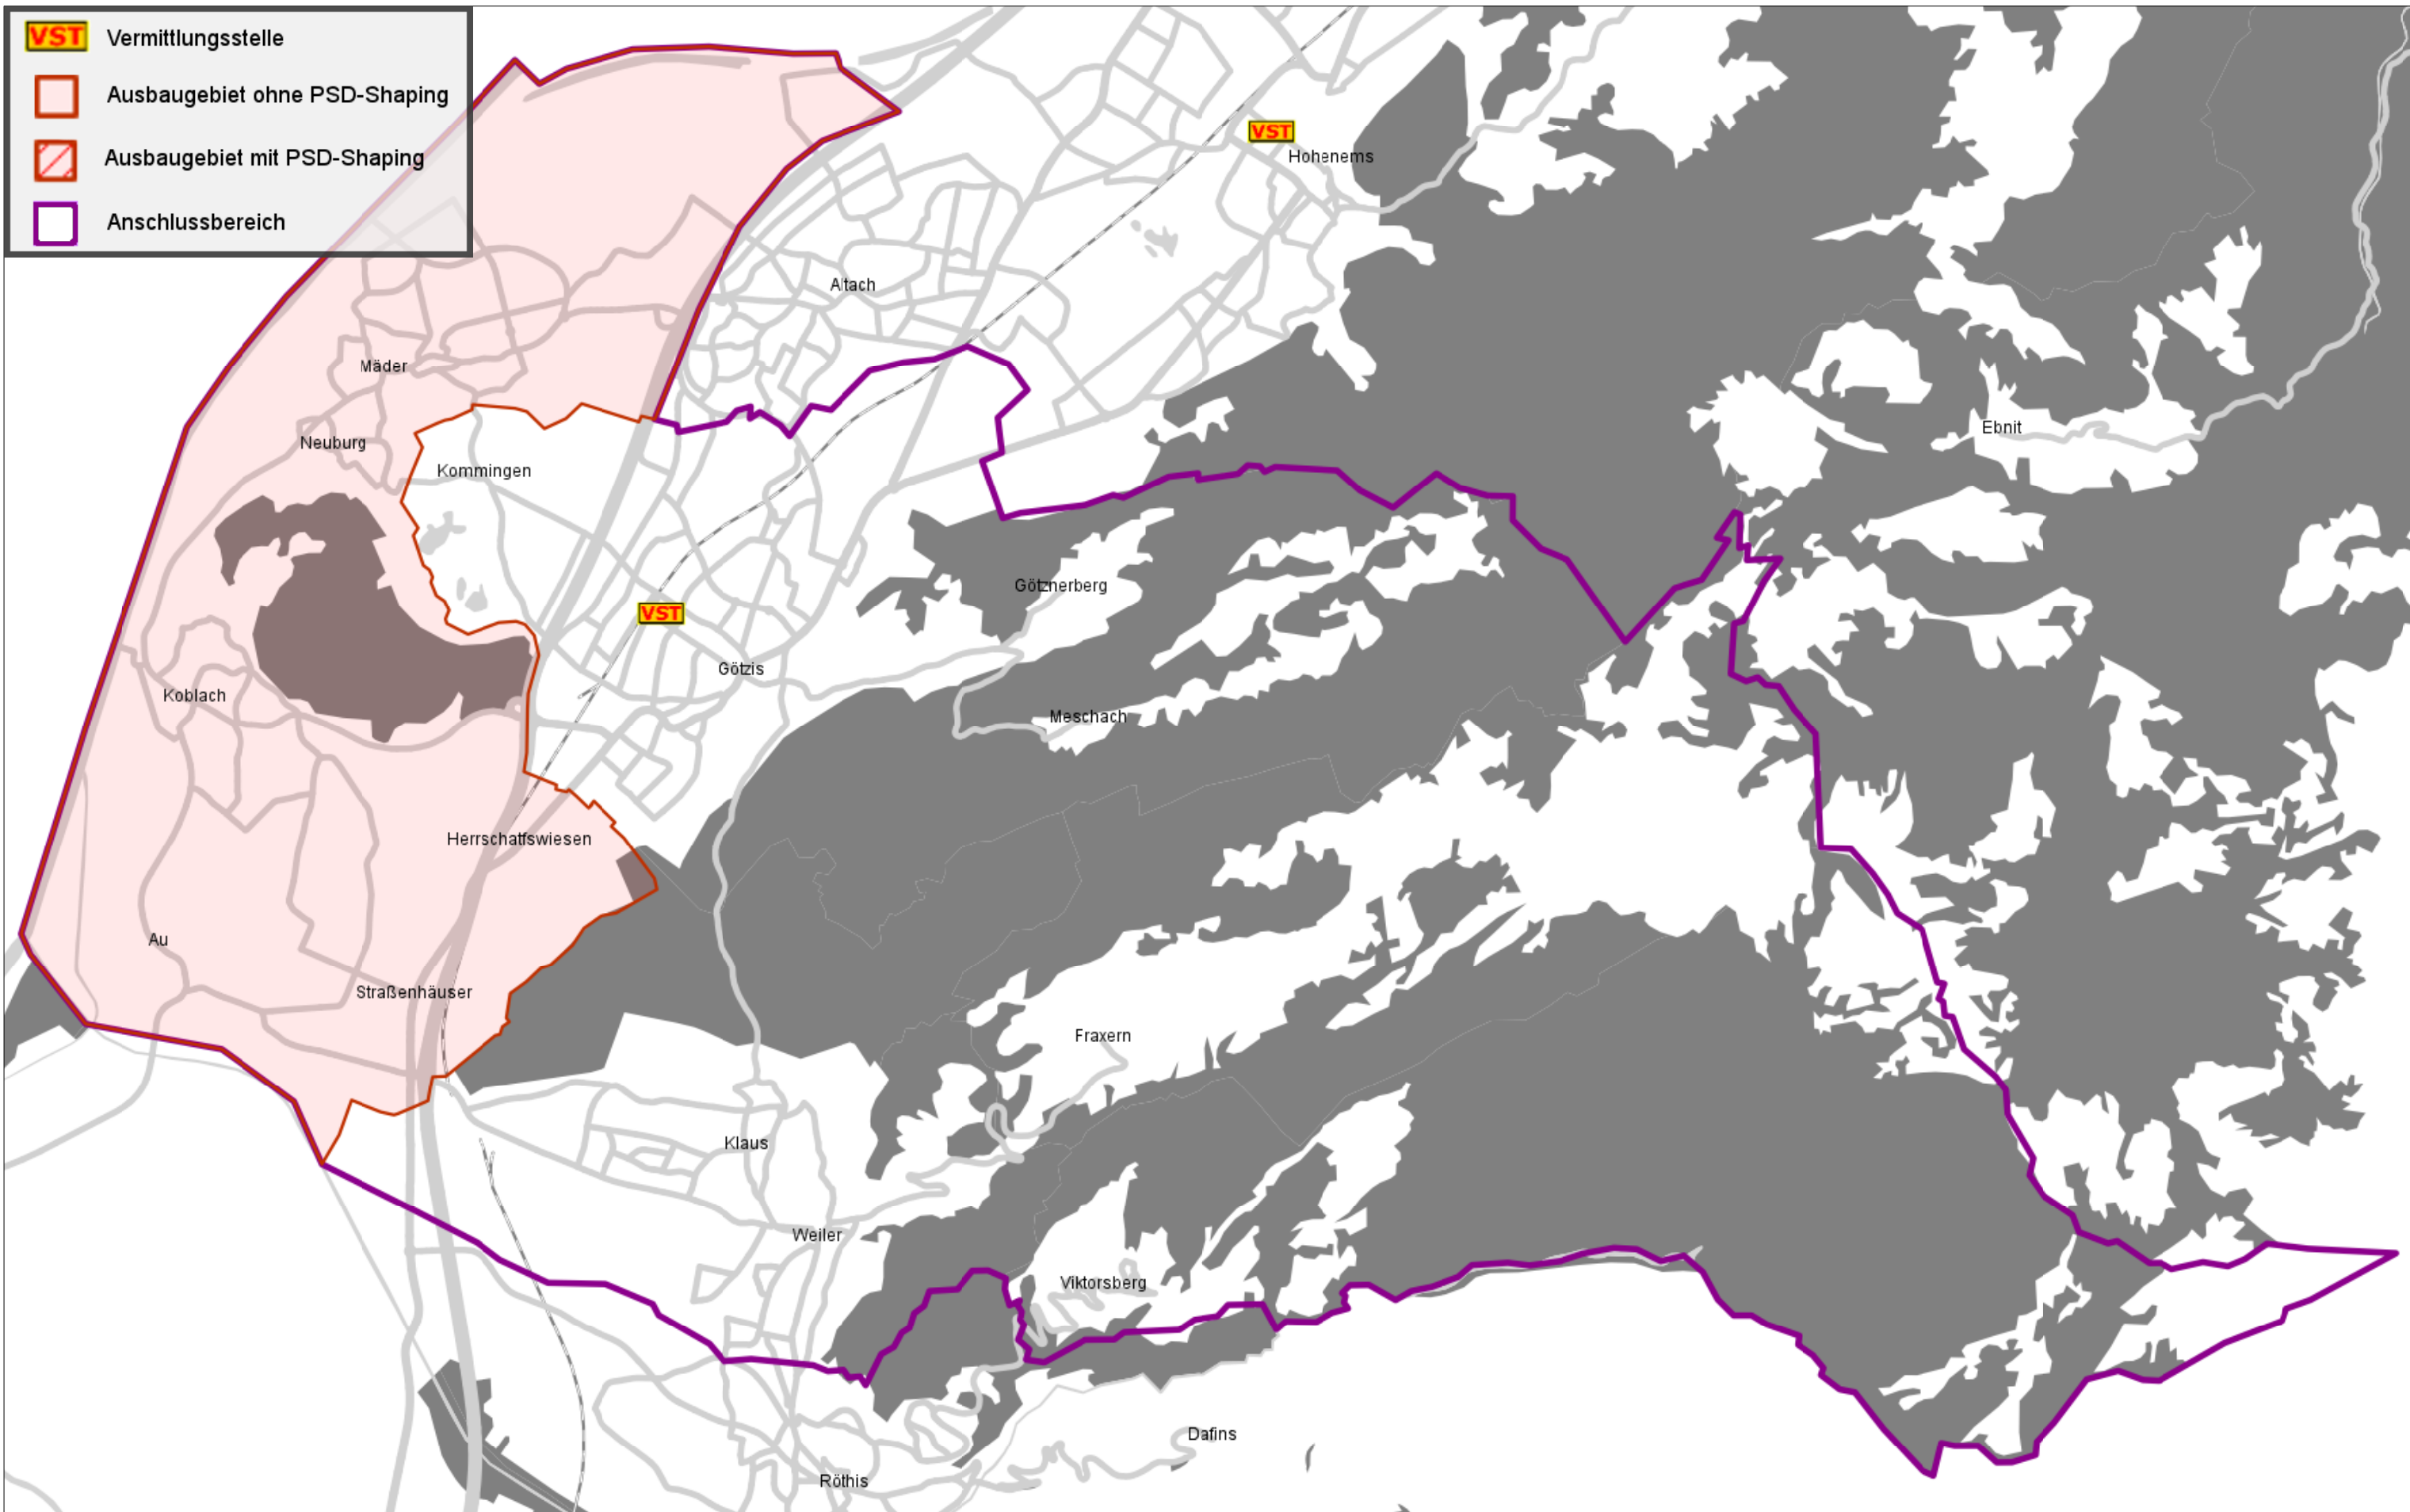 VST Vermittlungsstelle
Ausbaugebiet ohne PSD-Shaping
Ausbaugebiet mit PSD-Shaping
Anschlussbereich
VST
Hohenems
Altach
Mäder
Ebnit
Neuburg
Kommingen
Götznerberg
VST
Götzis
Koblach
Meschach
Herrschaftswiesen
Au
Straßenhäuser
Fraxern
Klaus
Weiler
Viktorsberg
Dafins
Röthis